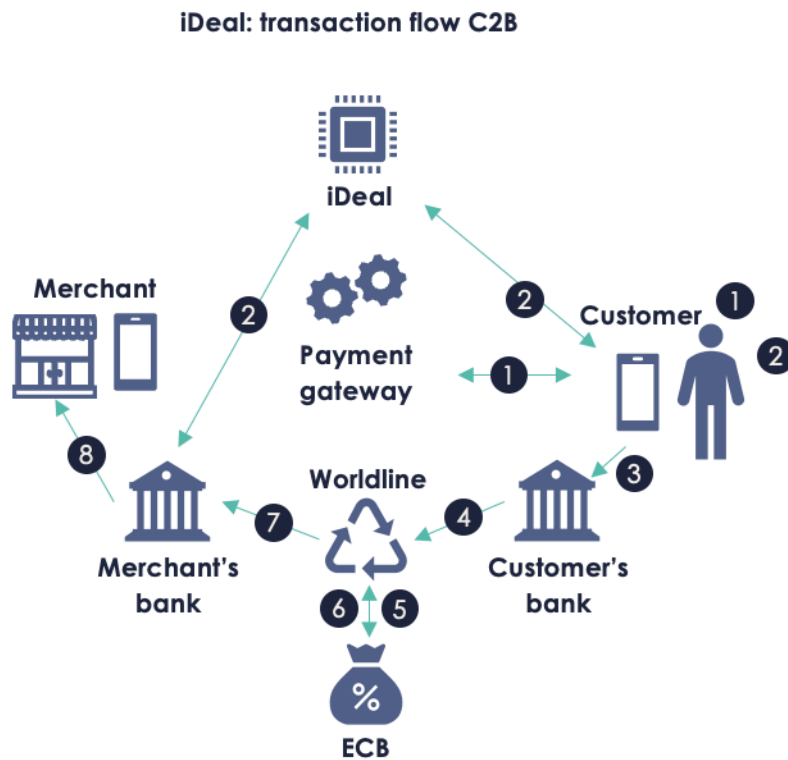 iDeal: transaction flow C2B
iDeal
Merchant
2
2
Customer
1
2
Payment
gateway
1
8
3
Worldline
7
4
Merchant's
bank
Customer's
bank
6
5
%
ECB